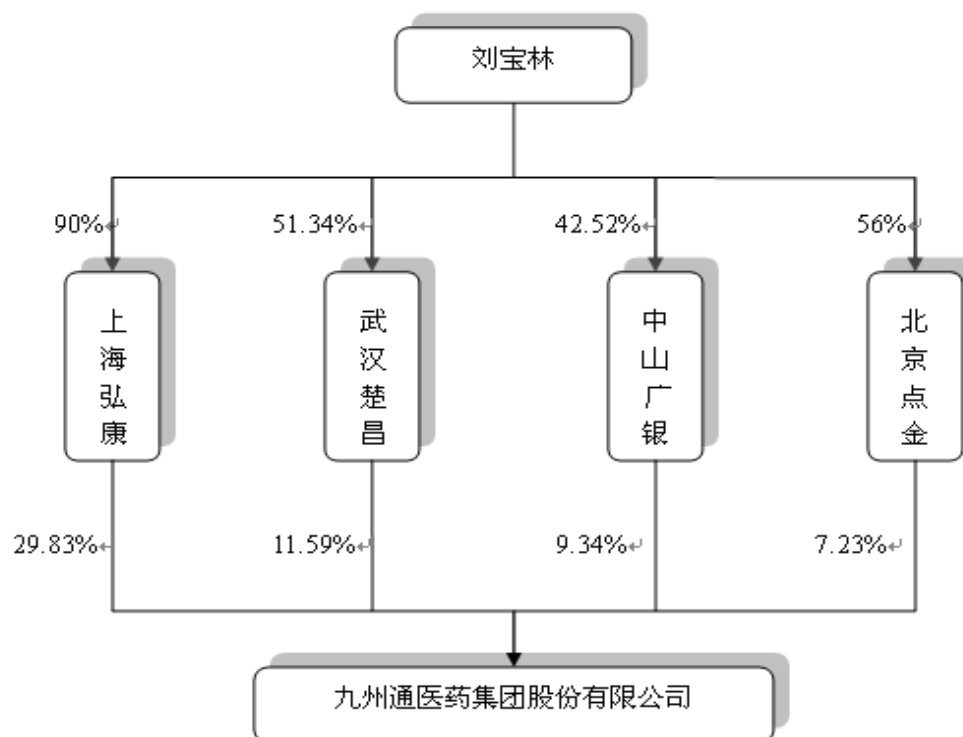 刘宝林
90%
51.34%
42.52%
56%
上海弘康
武汉楚昌
中山广银
北京点金
29.83%
11.59%
9.34%
7.23%
九州通医药集团股份有限公司